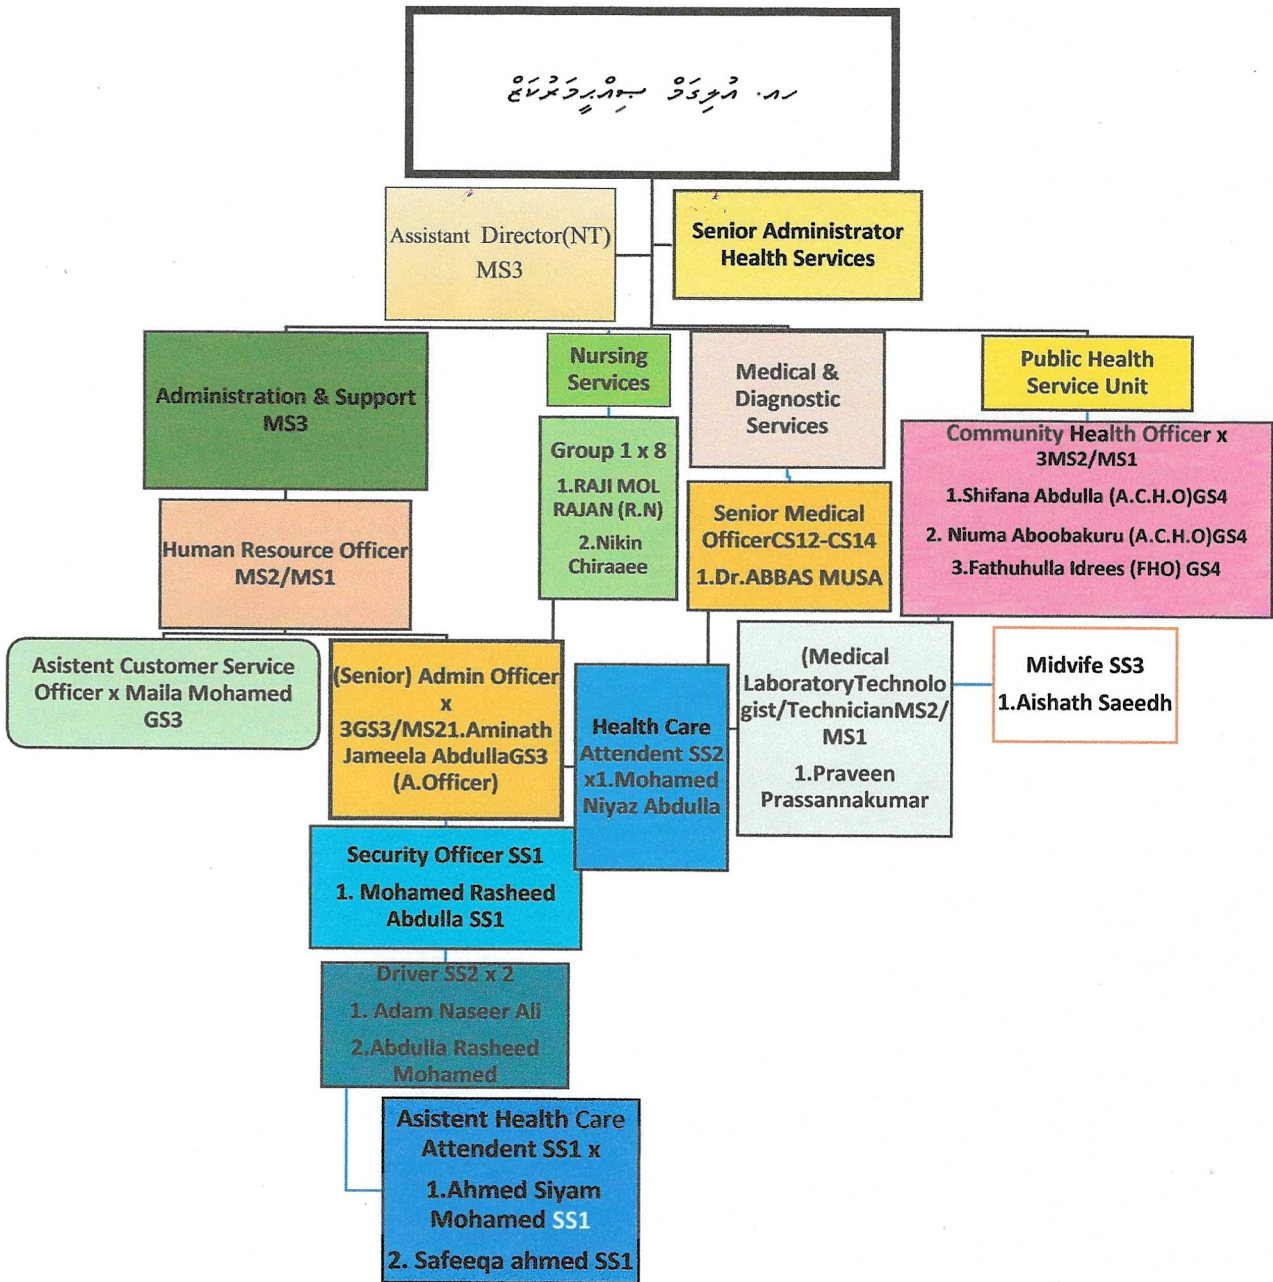 ހއ. އުލިގަމް ޞިއްޙީމަރުކަޒް
Assistant Director(NT)
MS3
Senior Administrator
Health Services
Administration & Support
MS3
Nursing
Services
Medical &
Diagnostic
Services
Public Health
Service Unit
Human Resource Officer
MS2/MS1
Group 1 x 8
1.RAJI MOL
RAJAN (R.N)
2.Nikin
Chiraaee
Senior Medical
OfficerCS12-CS14
1.Dr.ABBAS MUSA
Community Health Officer x
3MS2/MS1
1.Shifana Abdulla (A.C.H.O)GS4
2. Niuma Aboobakuru (A.C.H.O)GS4
3.Fathuhulla Idrees (FHO) GS4
Asistent Customer Service
Officer x Maila Mohamed
GS3
(Senior) Admin Officer
x
3GS3/MS21.Aminath
Jameela AbdullaGS3
(A.Officer)
Health Care
Attendent SS2
x1.Mohamed
Niyaz Abdulla
(Medical
LaboratoryTechnolo
gist/TechnicianMS2/
MS1
1.Praveen
Prassannakumar
Midvife SS3
1.Aishath Saeedh
Security Officer SS1
1. Mohamed Rasheed
Abdulla SS1
Driver SS2 x 2
1. Adam Naseer Ali
2.Abdulla Rasheed
Mohamed
Asistent Health Care
Attendent SS1 x
1.Ahmed Siyam
Mohamed SS1
2. Safeeqa ahmed SS1